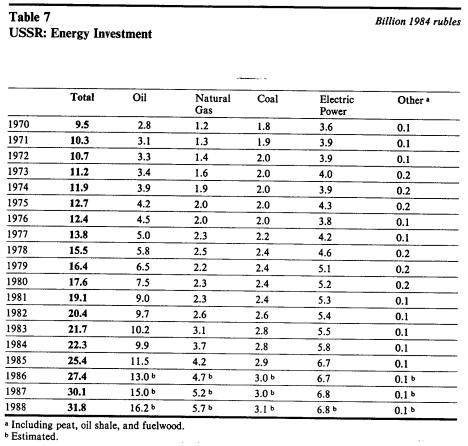 Table 7
USSR: Energy Investment
Billion 1984 rubles
Total Oil Natural Gas Coal Electric Power Other a
1970 9.5 2.8 1.2 1.8 3.6 0.1
1971 10.3 3.1 1.3 1.9 3.9 0.1
1972 10.7 3.3 1.4 2.0 3.9 0.1
1973 11.2 3.4 1.6 2.0 4.0 0.2
1974 11.9 3.9 1.9 2.0 3.9 0.2
1975 12.7 4.2 2.0 2.0 4.3 0.2
1976 12.4 4.5 2.0 2.0 3.8 0.1
1977 13.8 5.0 2.3 2.2 4.2 0.1
1978 15.5 5.8 2.5 2.4 4.6 0.2
1979 16.4 6.5 2.2 2.4 5.1 0.2
1980 17.6 7.5 2.3 2.4 5.2 0.2
1981 19.1 9.0 2.3 2.4 5.3 0.1
1982 20.4 9.7 2.6 2.6 5.4 0.1
1983 21.7 10.2 3.1 2.8 5.5 0.1
1984 22.3 9.9 3.7 2.8 5.8 0.1
1985 25.4 11.5 4.2 2.9 6.7 0.1
1986 27.4 13.0 b 4.7 b 3.0 b 6.7 0.1 b
1987 30.1 15.0 b 5.2 b 3.0 b 6.8 0.1 b
1988 31.8 16.2 b 5.7 b 3.1 b 6.8 b 0.1 b
a Including peat, oil shale, and fuelwood.
b Estimated.